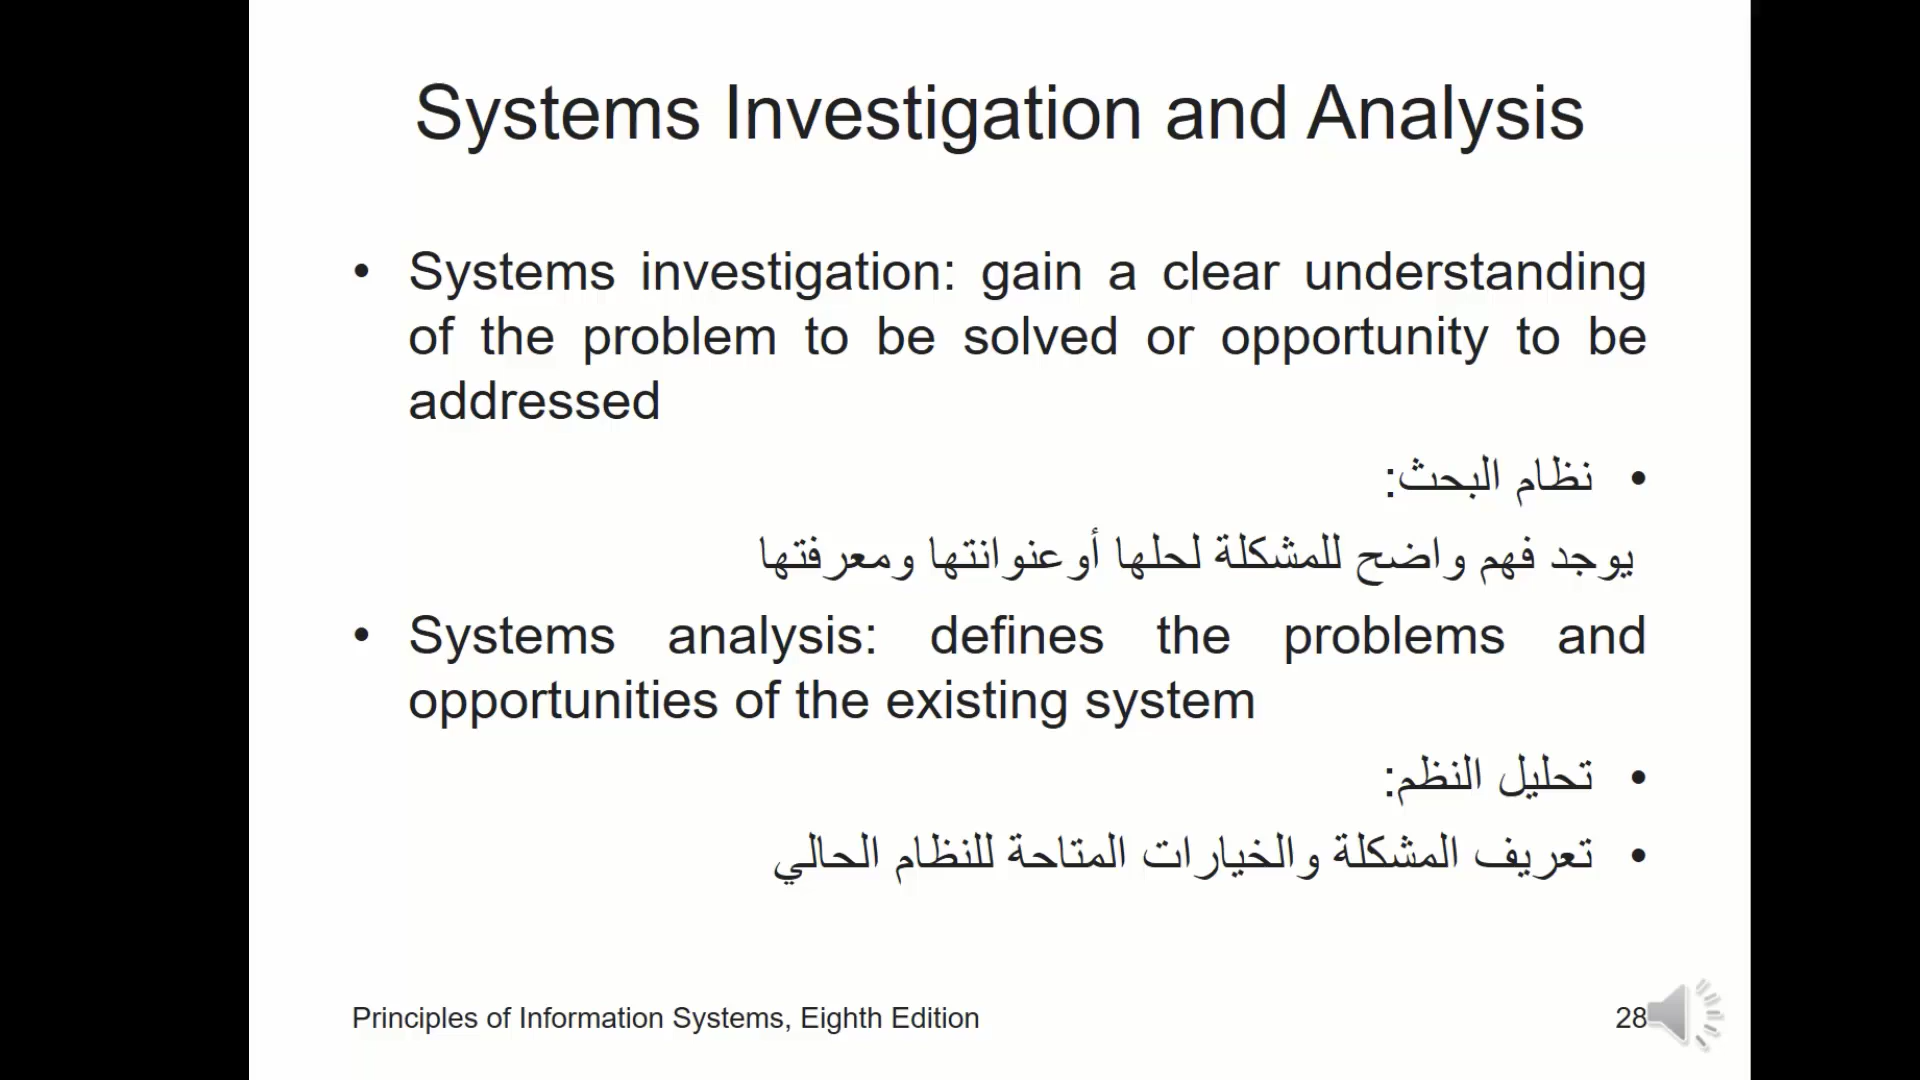 Systems Investigation and Analysis
• Systems investigation: gain a clear understanding
of the problem to be solved or opportunity to be
addressed
• نظام البحث:
يوجد فهم واضح للمشكلة لحلها أوعنوانتها ومعرفتها
• Systems analysis: defines the problems and
opportunities of the existing system
• تحليل النظم:
• تعريف المشكلة والخيارات المتاحة للنظام الحالي
Principles of Information Systems, Eighth Edition
28